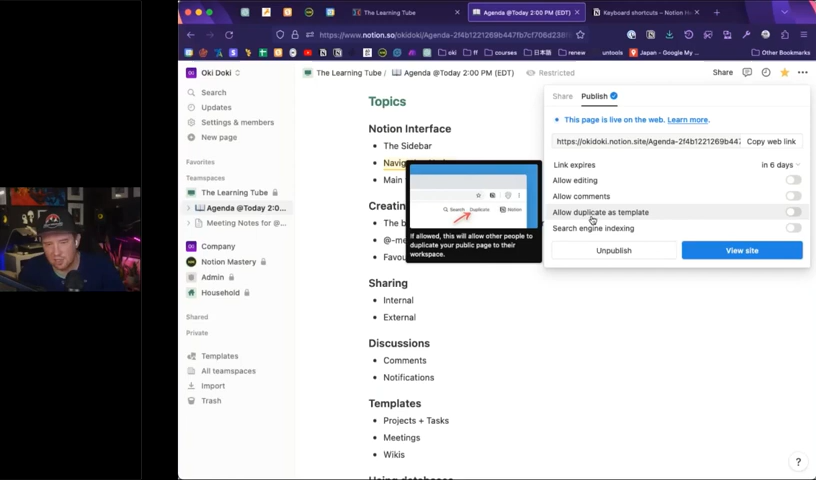 The Learning Tube
Agenda @Today 2:00 PM (EDT)
Keyboard shortcuts – Notion H
https://www.notion.so/okidoki/Agenda-2f4b1221269b447fb7cf706d238
oki
ff
courses
日本語
renew
untools
Japan - Google My ...
Other Bookmarks
Oki Doki
The Learning Tube / Agenda @Today 2:00 PM (EDT)
Restricted
Share
Search
Updates
Settings & members
New page
Favorites
Teamspaces
The Learning Tube
Agenda @Today 2:0...
Meeting Notes for @...
Company
Notion Mastery
Admin
Household
Shared
Private
Templates
All teamspaces
Import
Trash
Topics
Notion Interface
The Sidebar
Navig
Main
Creatin
The b
@-me
Favou
Sharing
Internal
External
Discussions
Comments
Notifications
Templates
Projects + Tasks
Meetings
Wikis
Using databases
Search
Duplicate
Notion
If allowed, this will allow other people to
duplicate your public page to their
workspace.
Share
Publish
This page is live on the web. Learn more.
https://okidoki.notion.site/Agenda-2f4b1221269b447
Copy web link
Link expires
in 6 days
Allow editing
Allow comments
Allow duplicate as template
Search engine indexing
Unpublish
View site
?